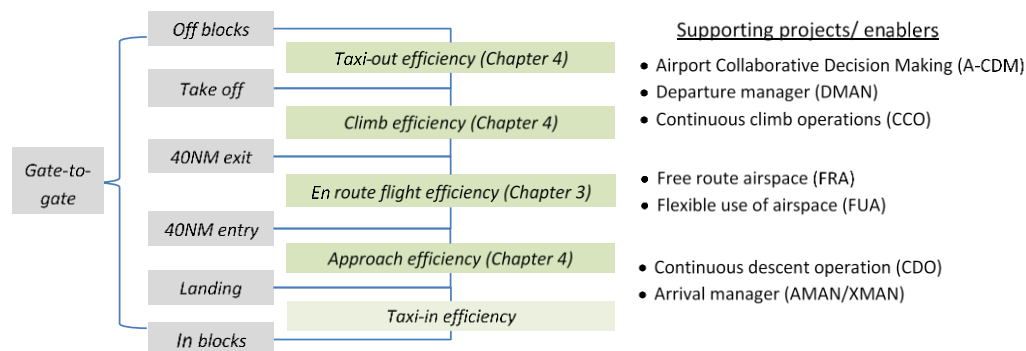 Gate-to-
gate
Off blocks
Take off
40NM exit
40NM entry
Landing
In blocks
Taxi-out efficiency (Chapter 4)
Climb efficiency (Chapter 4)
En route flight efficiency (Chapter 3)
Approach efficiency (Chapter 4)
Taxi-in efficiency
Supporting projects/ enablers
• Airport Collaborative Decision Making (A-CDM)
• Departure manager (DMAN)
• Continuous climb operations (CCO)
• Free route airspace (FRA)
• Flexible use of airspace (FUA)
• Continuous descent operation (CDO)
• Arrival manager (AMAN/XMAN)